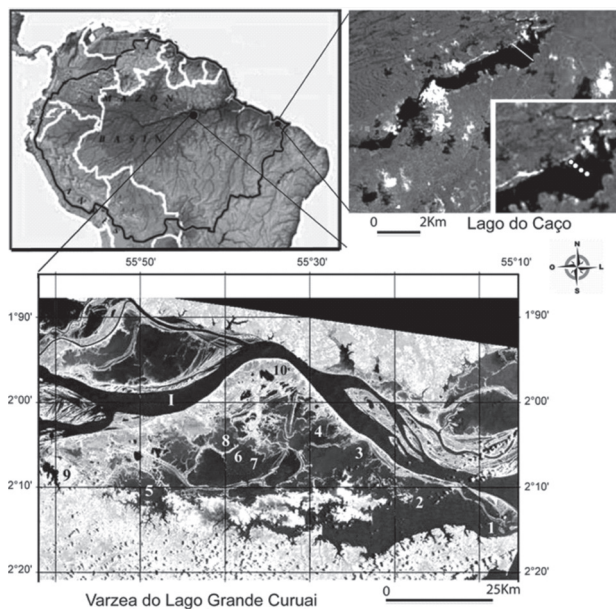 AMAZON
BASIN
0 2Km
Lago do Caço
N
O L
S
55°50' 55°30' 55°10'
1°90'
2°00'
2°10'
2°20'
1°90'
2°00'
2°10'
2°20'
10
I
8
6
7
4
3
9
5
2
1
0 25Km
Varzea do Lago Grande Curuai